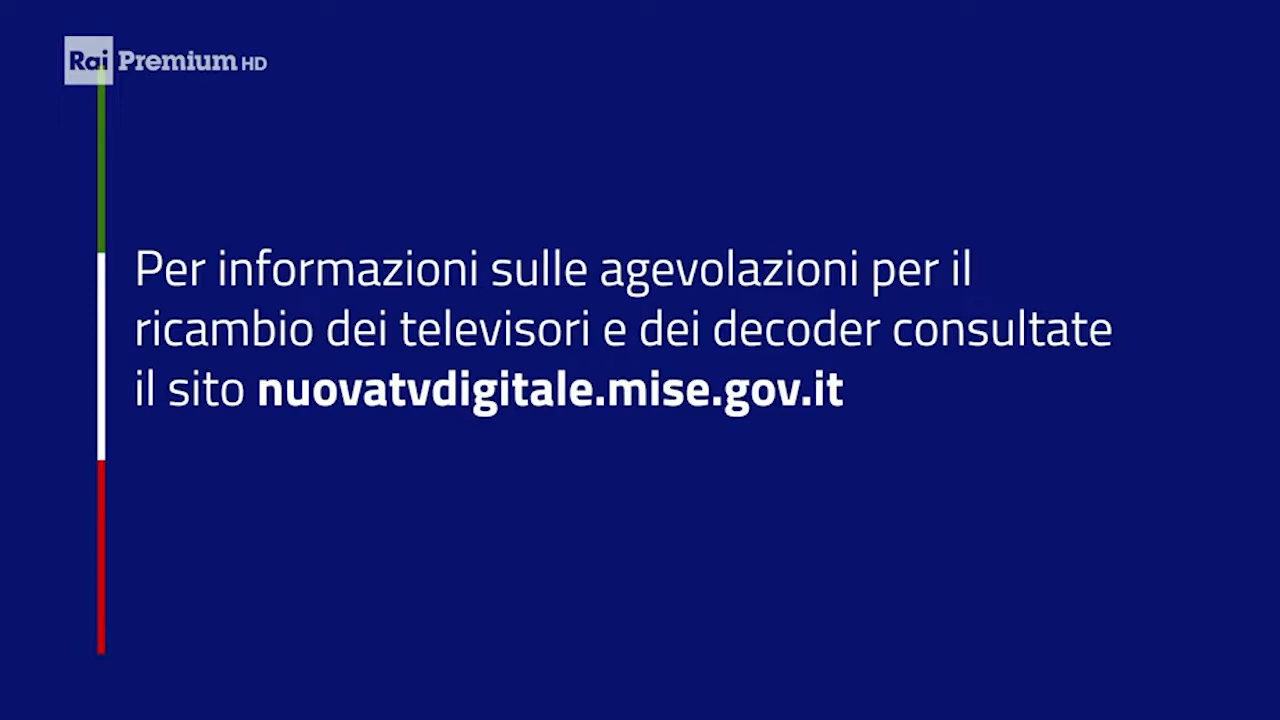 Rai Premium HD
Per informazioni sulle agevolazioni per il
ricambio dei televisori e dei decoder consultate
il sito nuovatvdigitale.mise.gov.it